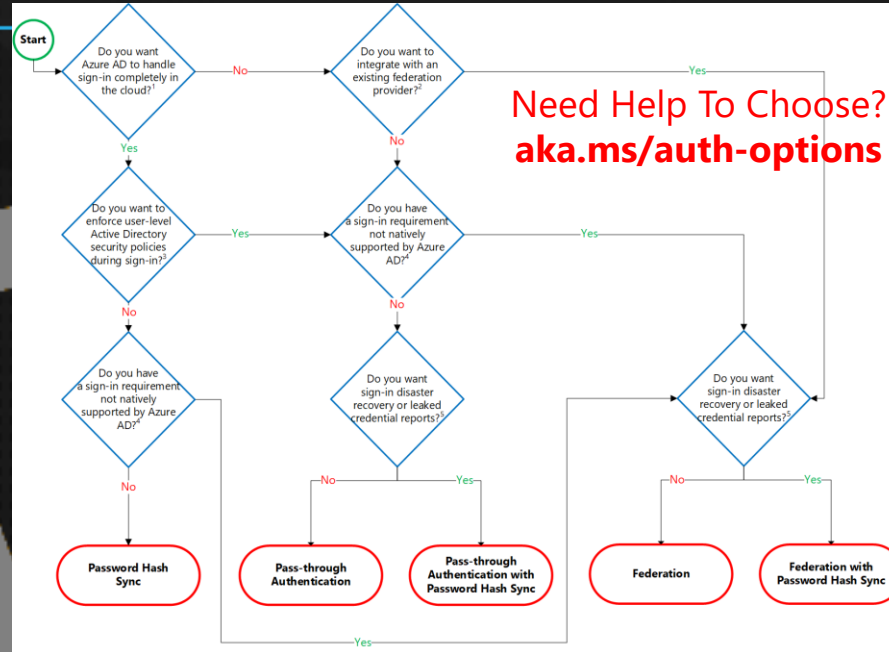 Start
Do you want
Azure AD to handle
sign-in completely in
the cloud?¹
No
Do you want to
integrate with an
existing federation
provider?²
Yes
Need Help To Choose?
aka.ms/auth-options
Yes
No
Do you want to
enforce user-level
Active Directory
security policies
during sign-in?³
Yes
Do you have
a sign-in requirement
not natively
supported by Azure
AD?⁴
Yes
No
No
Do you have
a sign-in requirement
not natively
supported by Azure
AD?⁴
Do you want
sign-in disaster
recovery or leaked
credential reports?⁵
Do you want
sign-in disaster
recovery or leaked
credential reports?⁵
No
No
Yes
No
Yes
Password Hash
Sync
Pass-through
Authentication
Pass-through
Authentication with
Password Hash Sync
Federation
Federation with
Password Hash Sync
Yes